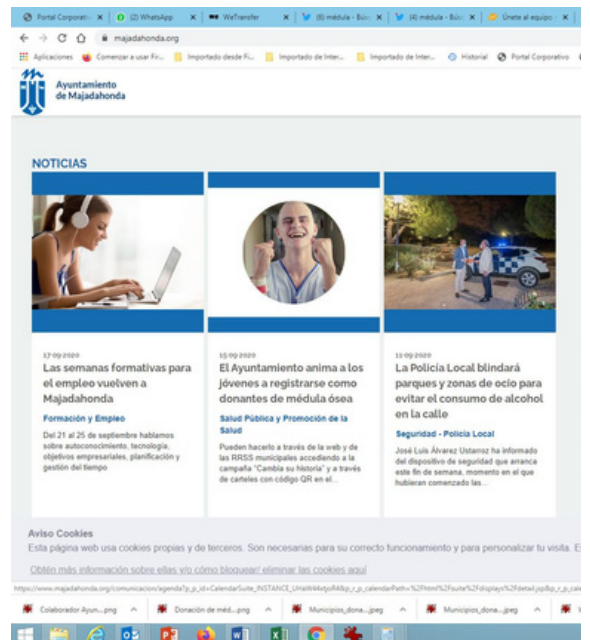 Portal Corporativ
(2) WhatsApp
WeTransfer
(6) médula - Bús
(4) médula - Bús
Únete al equipo
majadahonda.org
Aplicaciones
Comenzar a usar Fir...
Importado desde Fi...
Importado de Inter...
Importado de Inter...
Historial
Portal Corporativo
Ayuntamiento
de Majadahonda
NOTICIAS
17·09·2020
Las semanas formativas para
el empleo vuelven a
Majadahonda
Formación y Empleo
Del 21 al 25 de septiembre hablamos
sobre autoconocimiento, tecnología,
objetivos empresariales, planificación y
gestión del tiempo
15·09·2020
El Ayuntamiento anima a los
jóvenes a registrarse como
donantes de médula ósea
Salud Pública y Promoción de la
Salud
Pueden hacerlo a través de la web y de
las RRSS municipales accediendo a la
campaña "Cambia su historia" y a través
de carteles con código QR en el...
11·09·2020
La Policía Local blindará
parques y zonas de ocio para
evitar el consumo de alcohol
en la calle
Seguridad - Policía Local
José Luis Álvarez Ustarroz ha informado
del dispositivo de seguridad que arranca
este fin de semana, momento en el que
hubieran comenzado las...
Aviso Cookies
Esta página web usa cookies propias y de terceros. Son necesarias para su correcto funcionamiento y para personalizar tu visita. E
Obtén más información sobre ellas y/o cómo bloquear/ eliminar las cookies aquí
Colaborador Ayun....png
Donación de méd....png
Municipios_dona....jpeg
Municipios_dona....jpeg